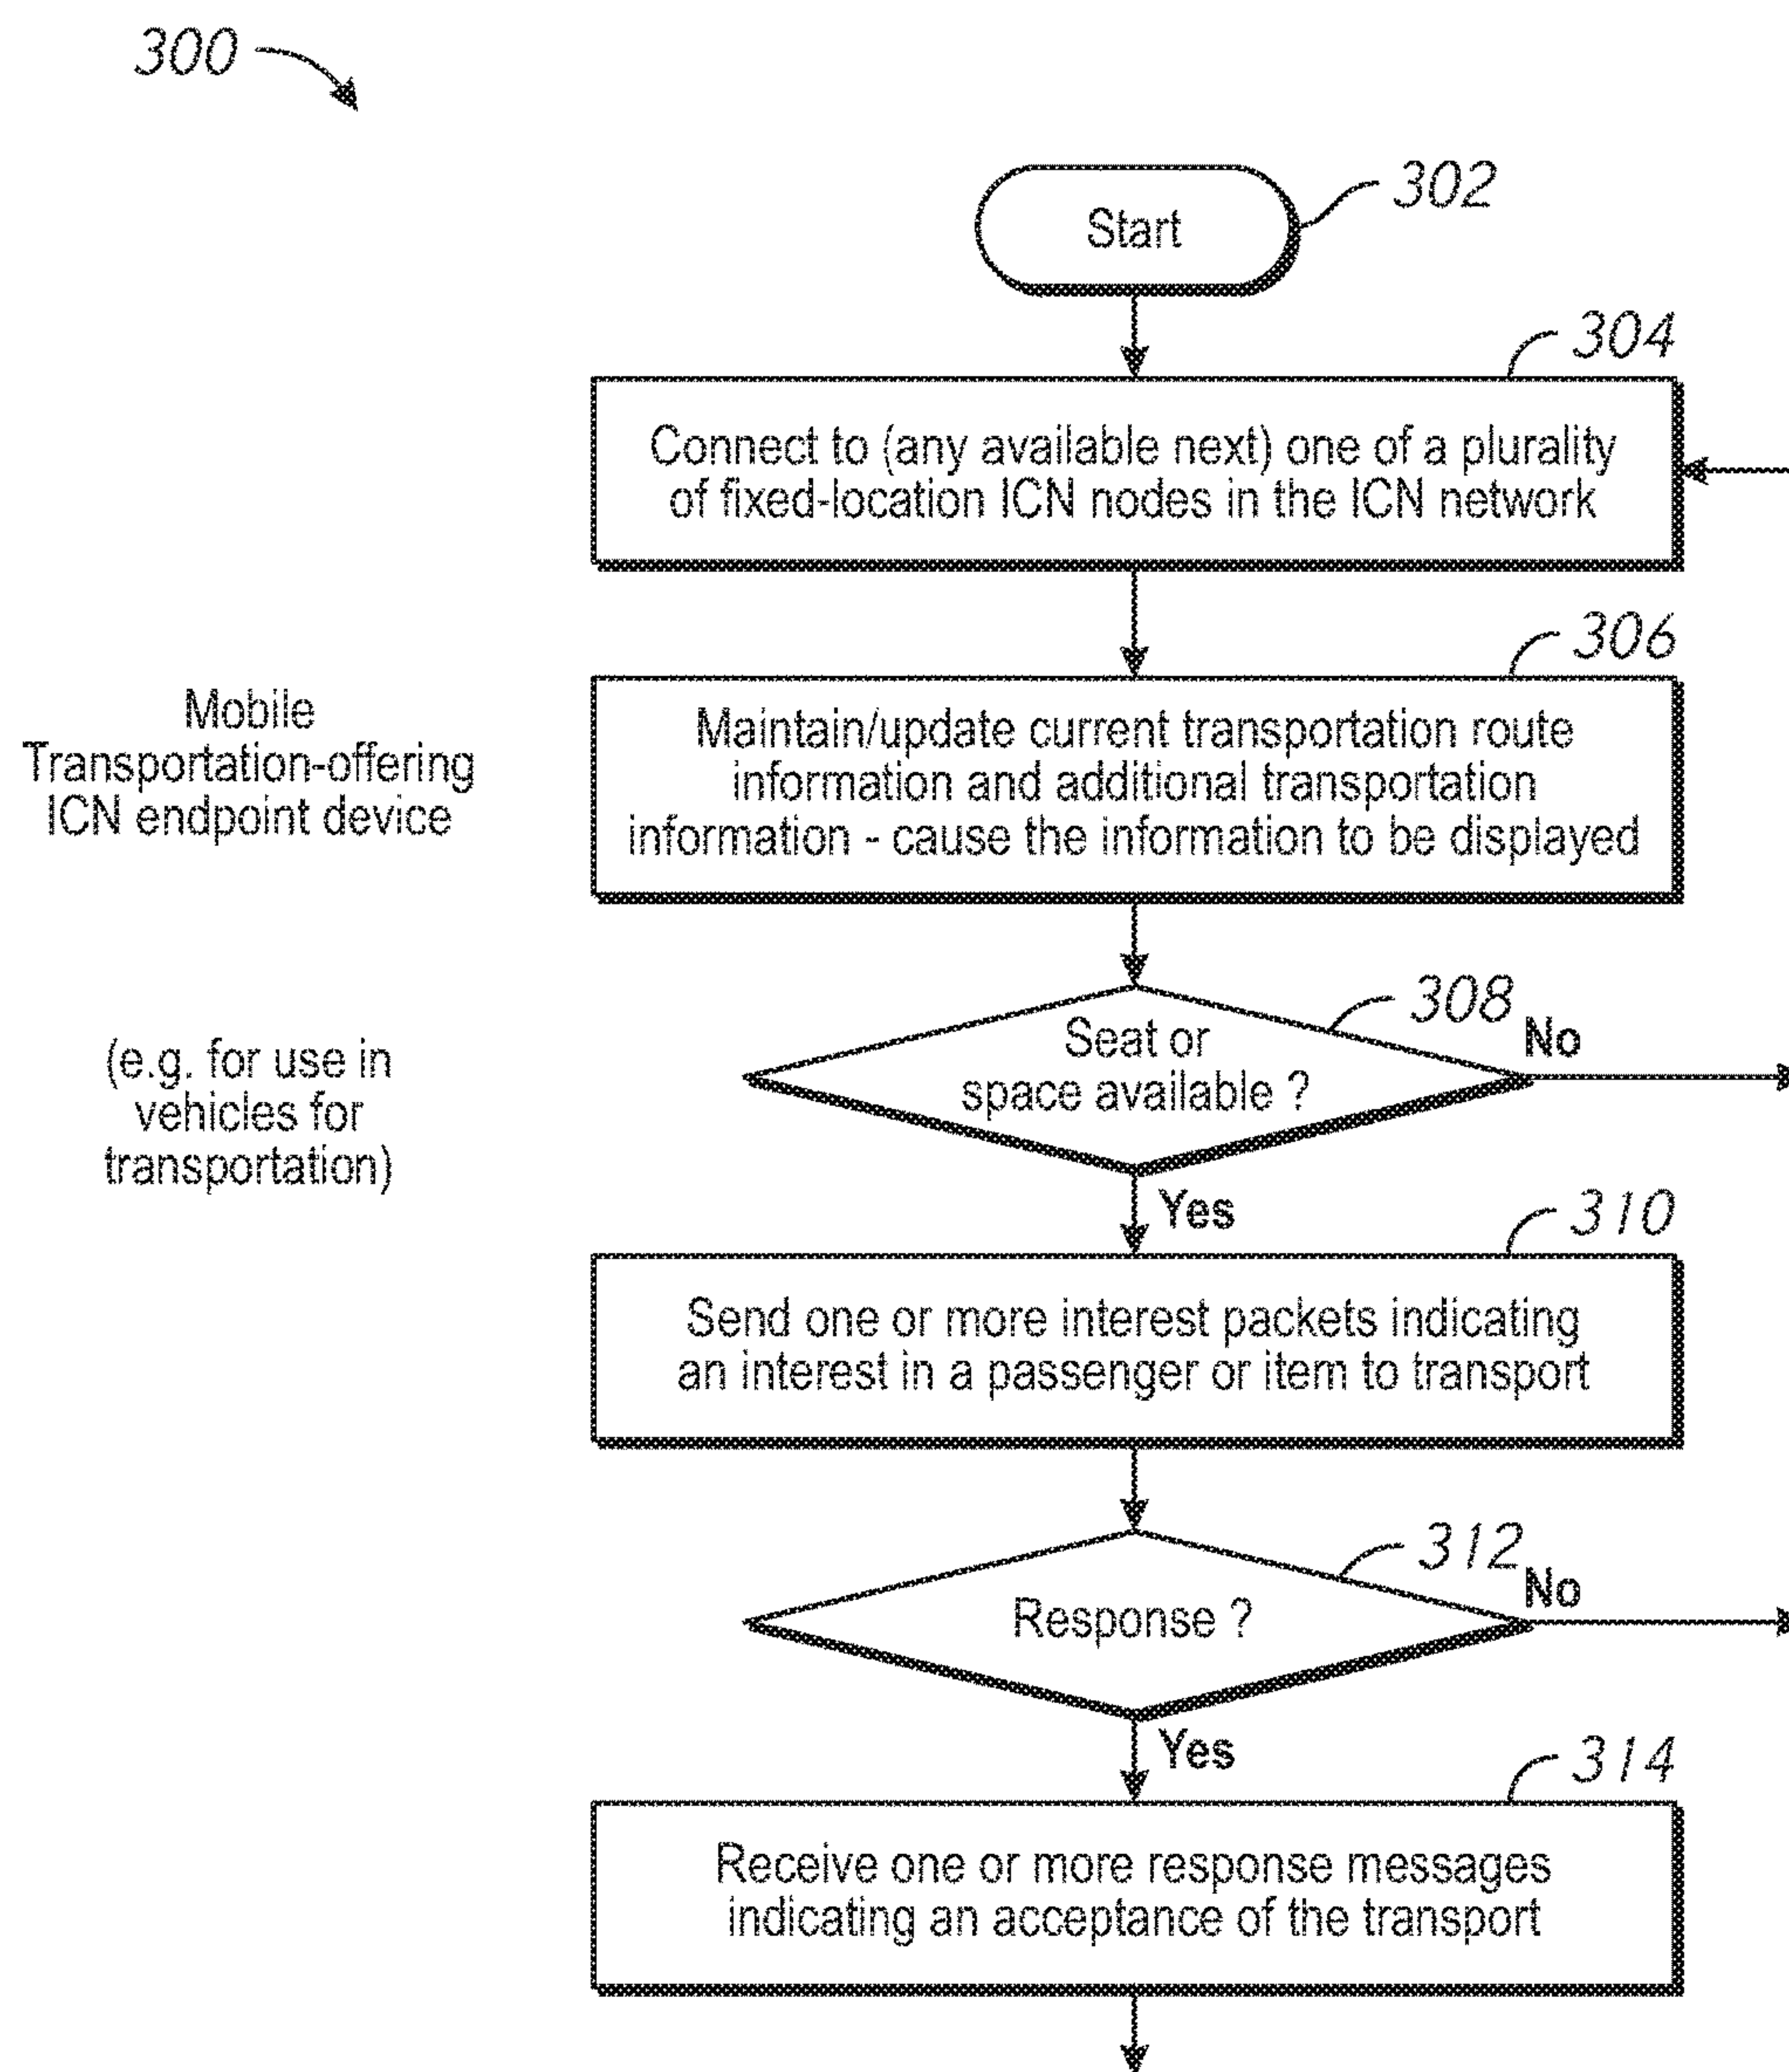 300
302
Start
304
Connect to (any available next) one of a plurality
of fixed-location ICN nodes in the ICN network
306
Mobile
Transportation-offering
ICN endpoint device
Maintain/update current transportation route
information and additional transportation
information - cause the information to be displayed
308
No
Seat or
space available ?
(e.g. for use in
vehicles for
transportation)
Yes
310
Send one or more interest packets indicating
an interest in a passenger or item to transport
312
No
Response ?
Yes
314
Receive one or more response messages
indicating an acceptance of the transport